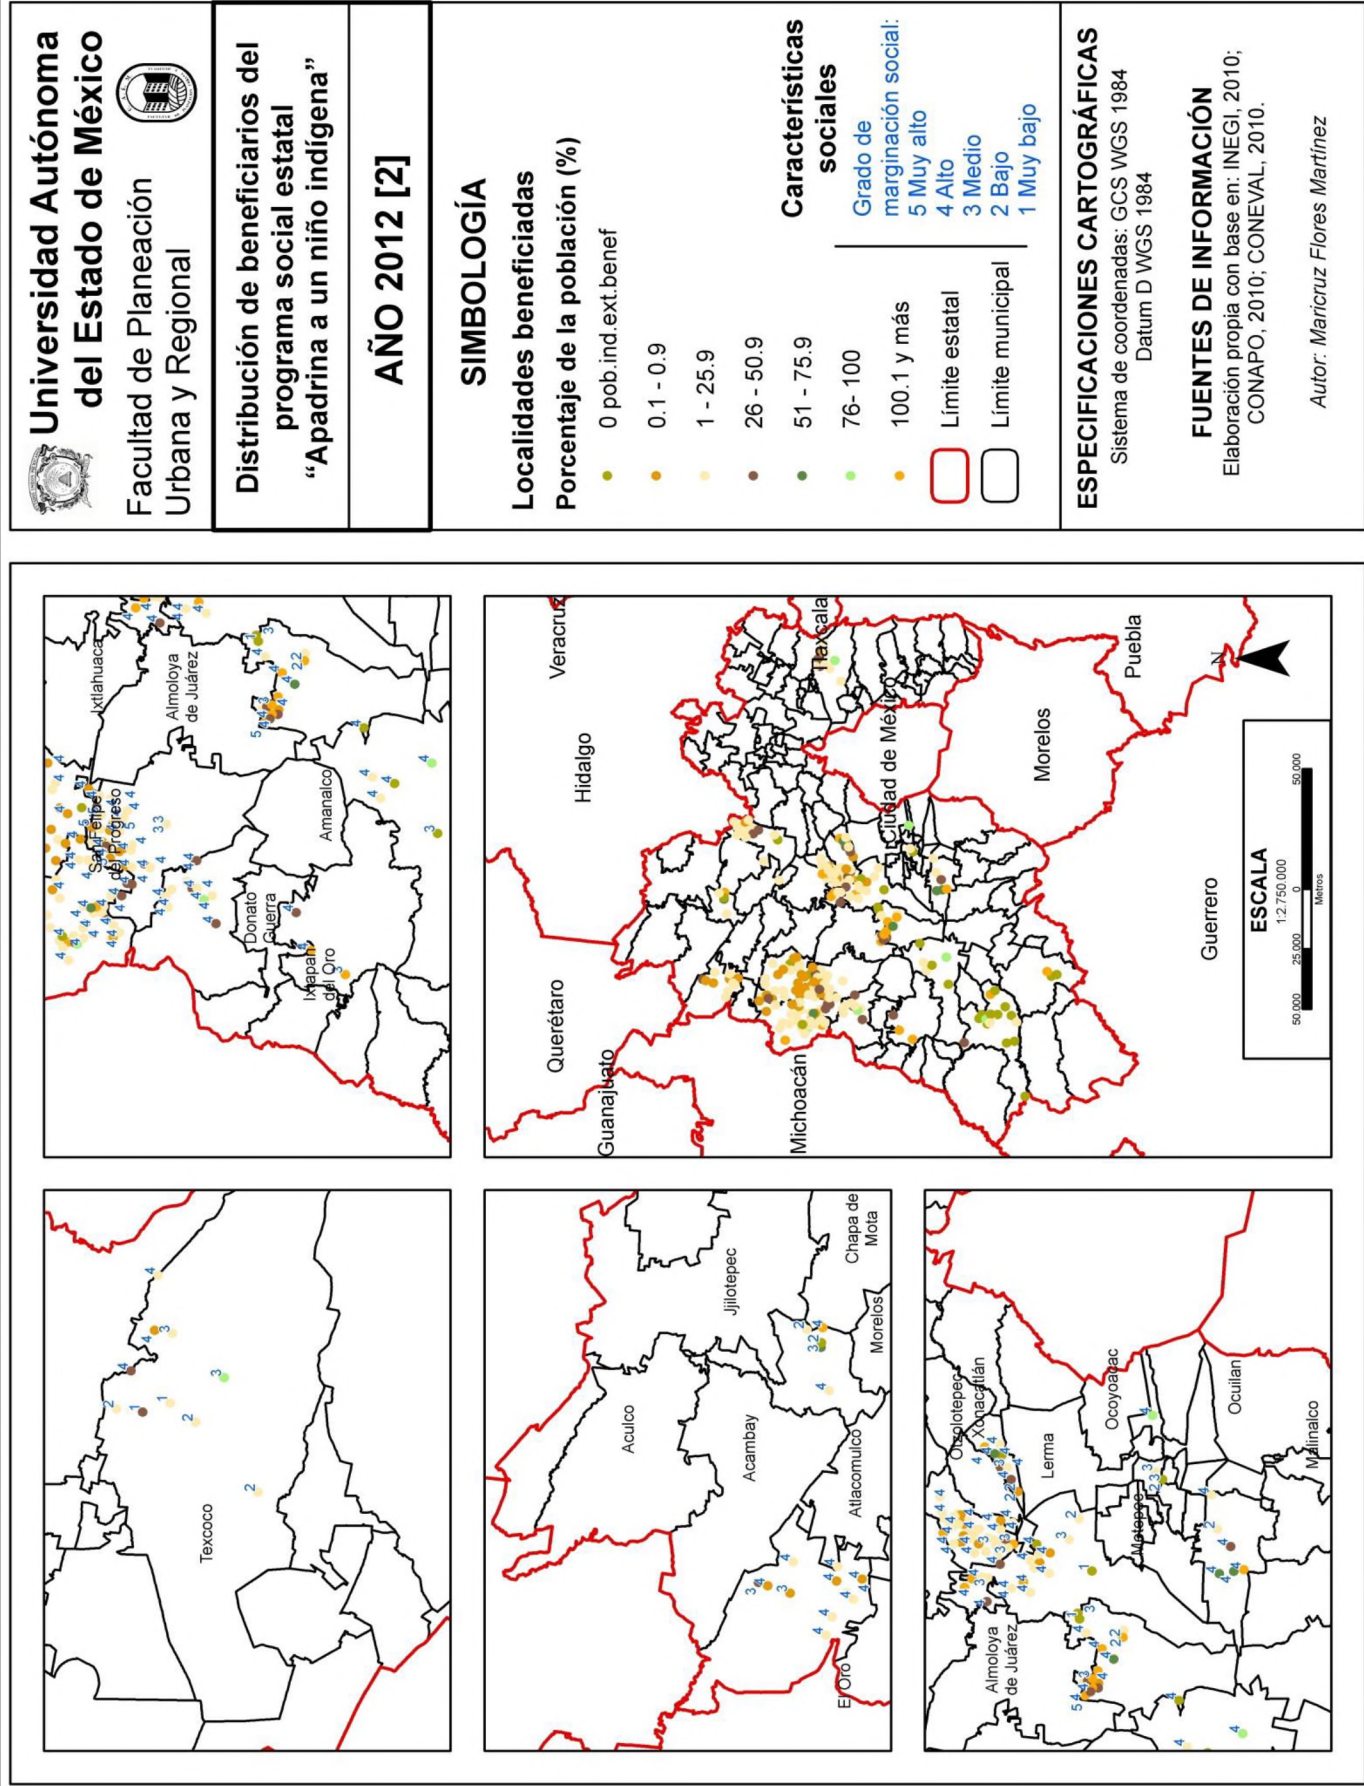 Universidad Autónoma
del Estado de México
Facultad de Planeación
Urbana y Regional
Distribución de beneficiarios del
programa social estatal
“Apadrina a un niño indígena”
AÑO 2012 [2]
SIMBOLOGÍA
Localidades beneficiadas
Porcentaje de la población (%)
0 pob.ind.ext.benef
0.1 - 0.9
1 - 25.9
26 - 50.9
51 - 75.9
76- 100
100.1 y más
Límite estatal
Límite municipal
Características
sociales
Grado de
marginación social:
5 Muy alto
4 Alto
3 Medio
2 Bajo
1 Muy bajo
ESPECIFICACIONES CARTOGRÁFICAS
Sistema de coordenadas: GCS WGS 1984
Datum D WGS 1984
FUENTES DE INFORMACIÓN
Elaboración propia con base en: INEGI, 2010;
CONAPO, 2010; CONEVAL, 2010.
Autor: Maricruz Flores Martínez
Texcoco
Ixtlahuaca
Almoloya
de Juárez
San Felipe
del Progreso
Amanalco
Donato
Guerra
Ixtapan
del Oro
Aculco
Jjilotepec
Acambay
Chapa de
Mota
Morelos
Atlacomulco
El Oro
Veracruz
Hidalgo
Querétaro
Guanajuato
Tlaxcala
Michoacán
Ciudad de México
Morelos
Puebla
Guerrero
N
ESCALA
1:2.750.000
50.000 25.000 0 50.000
Metros
Otzolotepec
Xonacatlán
Lerma
Almoloya
de Juárez
Ocoyoacac
Metepec
Ocuilan
Malinalco